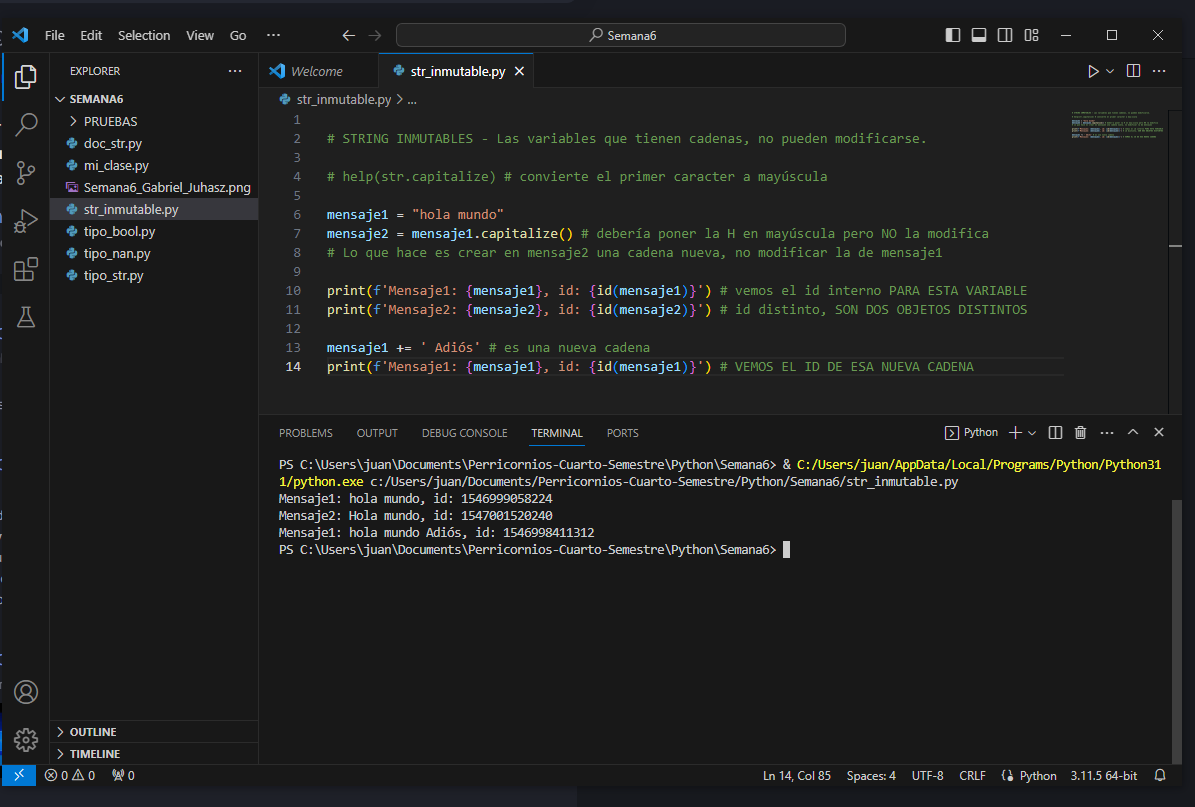 File Edit Selection View Go ··· Semana6
EXPLORER ···
SEMANA6
PRUEBAS
doc_str.py
mi_clase.py
Semana6_Gabriel_Juhasz.png
str_inmutable.py
tipo_bool.py
tipo_nan.py
tipo_str.py
OUTLINE
TIMELINE
Welcome str_inmutable.py
str_inmutable.py > ...
1
2 # STRING INMUTABLES - Las variables que tienen cadenas, no pueden modificarse.
3
4 # help(str.capitalize) # convierte el primer caracter a mayúscula
5
6 mensaje1 = "hola mundo"
7 mensaje2 = mensaje1.capitalize() # debería poner la H en mayúscula pero NO la modifica
8 # Lo que hace es crear en mensaje2 una cadena nueva, no modificar la de mensaje1
9
10 print(f'Mensaje1: {mensaje1}, id: {id(mensaje1)}') # vemos el id interno PARA ESTA VARIABLE
11 print(f'Mensaje2: {mensaje2}, id: {id(mensaje2)}') # id distinto, SON DOS OBJETOS DISTINTOS
12
13 mensaje1 += ' Adiós' # es una nueva cadena
14 print(f'Mensaje1: {mensaje1}, id: {id(mensaje1)}') # VEMOS EL ID DE ESA NUEVA CADENA
PROBLEMS OUTPUT DEBUG CONSOLE TERMINAL PORTS Python
PS C:\Users\juan\Documents\Perricornios-Cuarto-Semestre\Python\Semana6> & C:/Users/juan/AppData/Local/Programs/Python/Python31
1/python.exe c:/Users/juan/Documents/Perricornios-Cuarto-Semestre/Python/Semana6/str_inmutable.py
Mensaje1: hola mundo, id: 1546999058224
Mensaje2: Hola mundo, id: 1547001520240
Mensaje1: hola mundo Adiós, id: 1546998411312
PS C:\Users\juan\Documents\Perricornios-Cuarto-Semestre\Python\Semana6>
0 0 0 Ln 14, Col 85 Spaces: 4 UTF-8 CRLF Python 3.11.5 64-bit